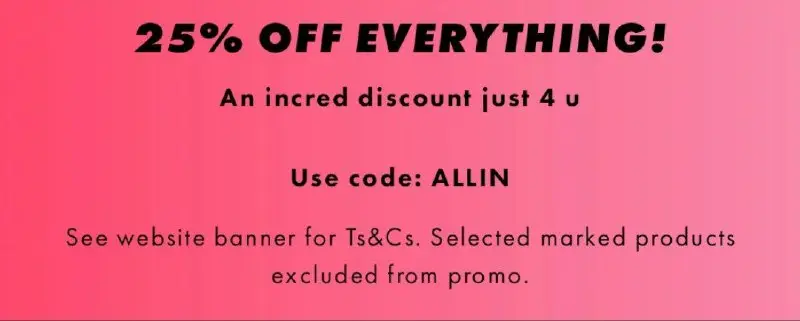 25% OFF EVERYTHING!
An incred discount just 4 u
Use code: ALLIN
See website banner for Ts&Cs. Selected marked products
excluded from promo.